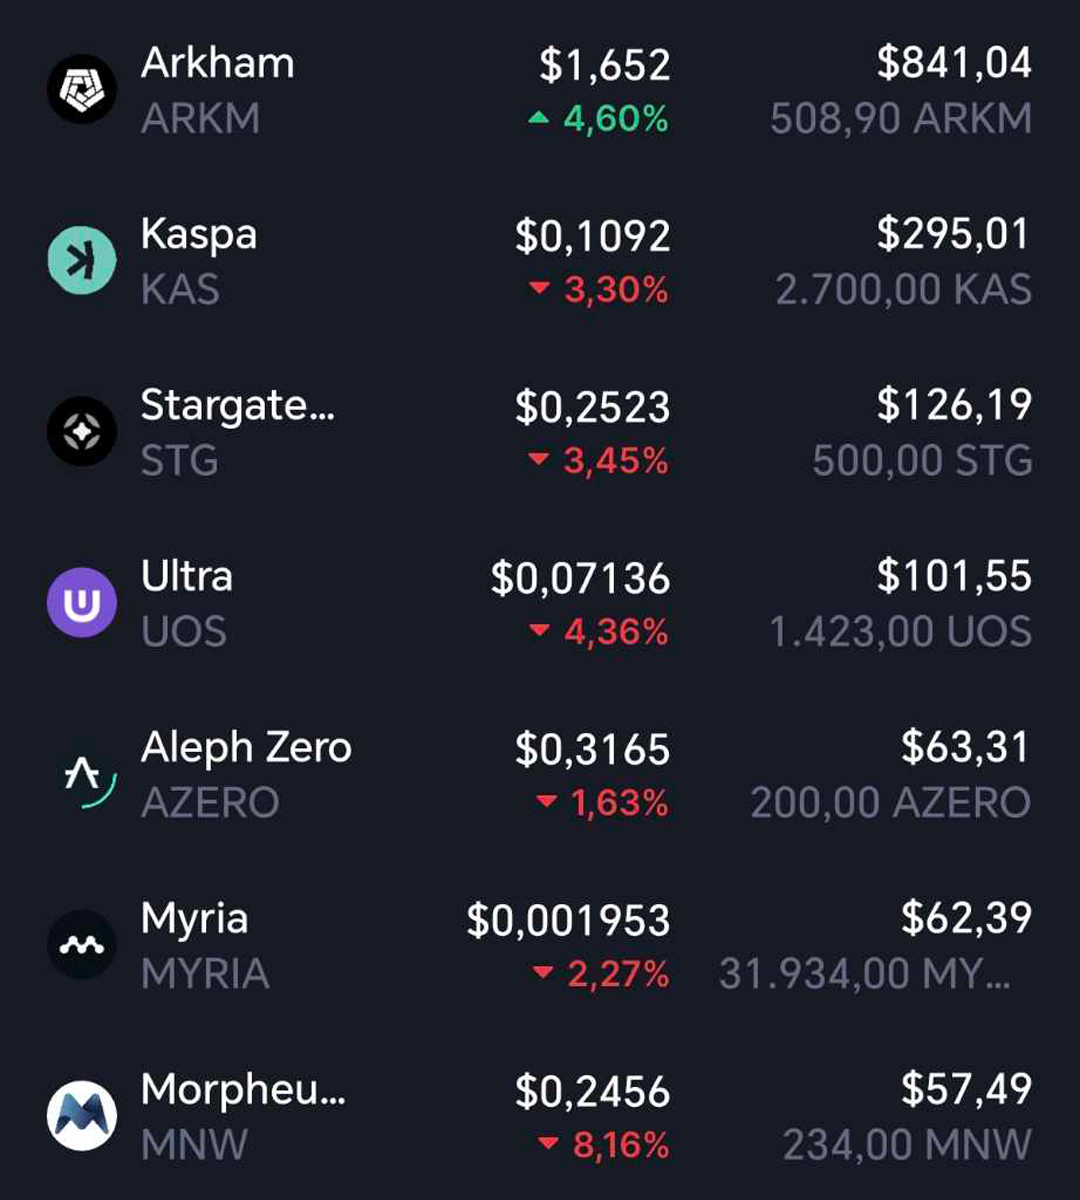 Arkham $1,652 $841,04
ARKM ▲ 4,60% 508,90 ARKM
Kaspa $0,1092 $295,01
KAS ▼ 3,30% 2.700,00 KAS
Stargate... $0,2523 $126,19
STG ▼ 3,45% 500,00 STG
Ultra $0,07136 $101,55
UOS ▼ 4,36% 1.423,00 UOS
Aleph Zero $0,3165 $63,31
AZERO ▼ 1,63% 200,00 AZERO
Myria $0,001953 $62,39
MYRIA ▼ 2,27% 31.934,00 MY...
Morpheu... $0,2456 $57,49
MNW ▼ 8,16% 234,00 MNW